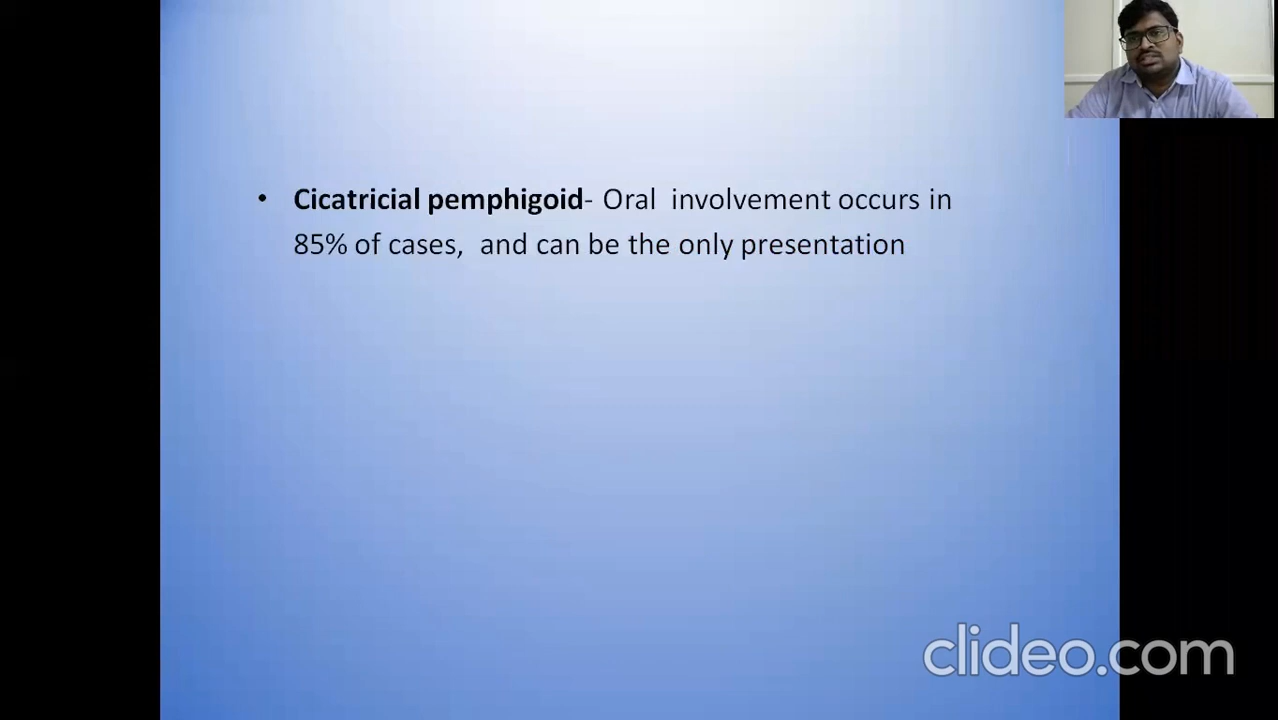 • Cicatricial pemphigoid- Oral involvement occurs in
85% of cases, and can be the only presentation
clideo.com